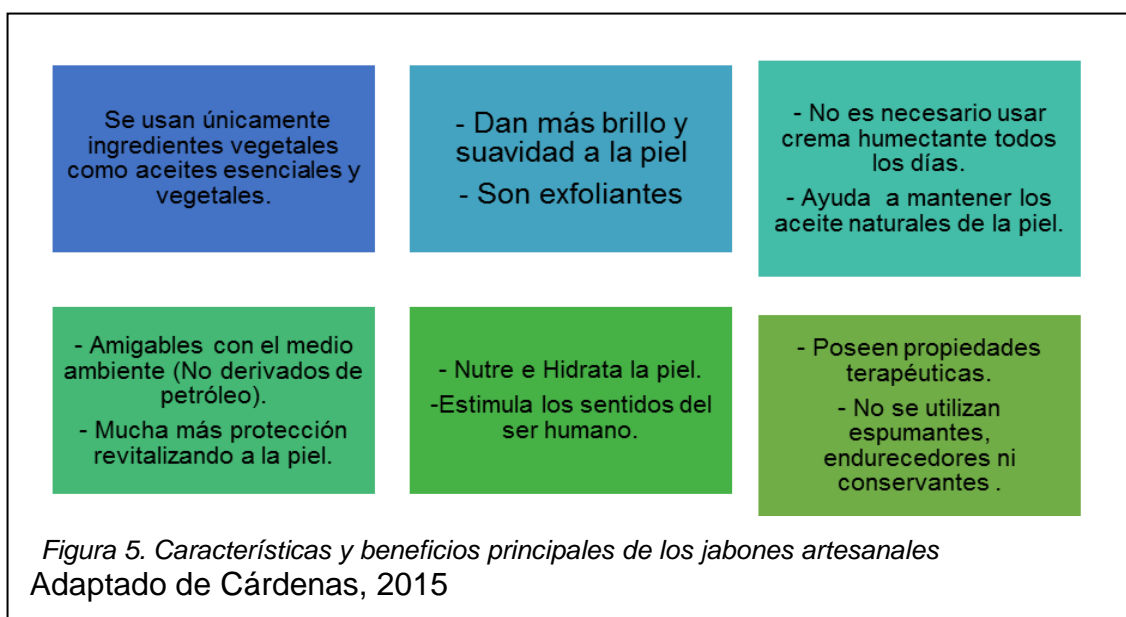 Se usan únicamente
ingredientes vegetales
como aceites esenciales y
vegetales.
- Dan más brillo y
suavidad a la piel
- Son exfoliantes
- No es necesario usar
crema humectante todos
los días.
- Ayuda a mantener los
aceite naturales de la piel.
- Amigables con el medio
ambiente (No derivados de
petróleo).
- Mucha más protección
revitalizando a la piel.
- Nutre e Hidrata la piel.
-Estimula los sentidos del
ser humano.
- Poseen propiedades
terapéuticas.
- No se utilizan
espumantes,
endurecedores ni
conservantes .
Figura 5. Características y beneficios principales de los jabones artesanales
Adaptado de Cárdenas, 2015